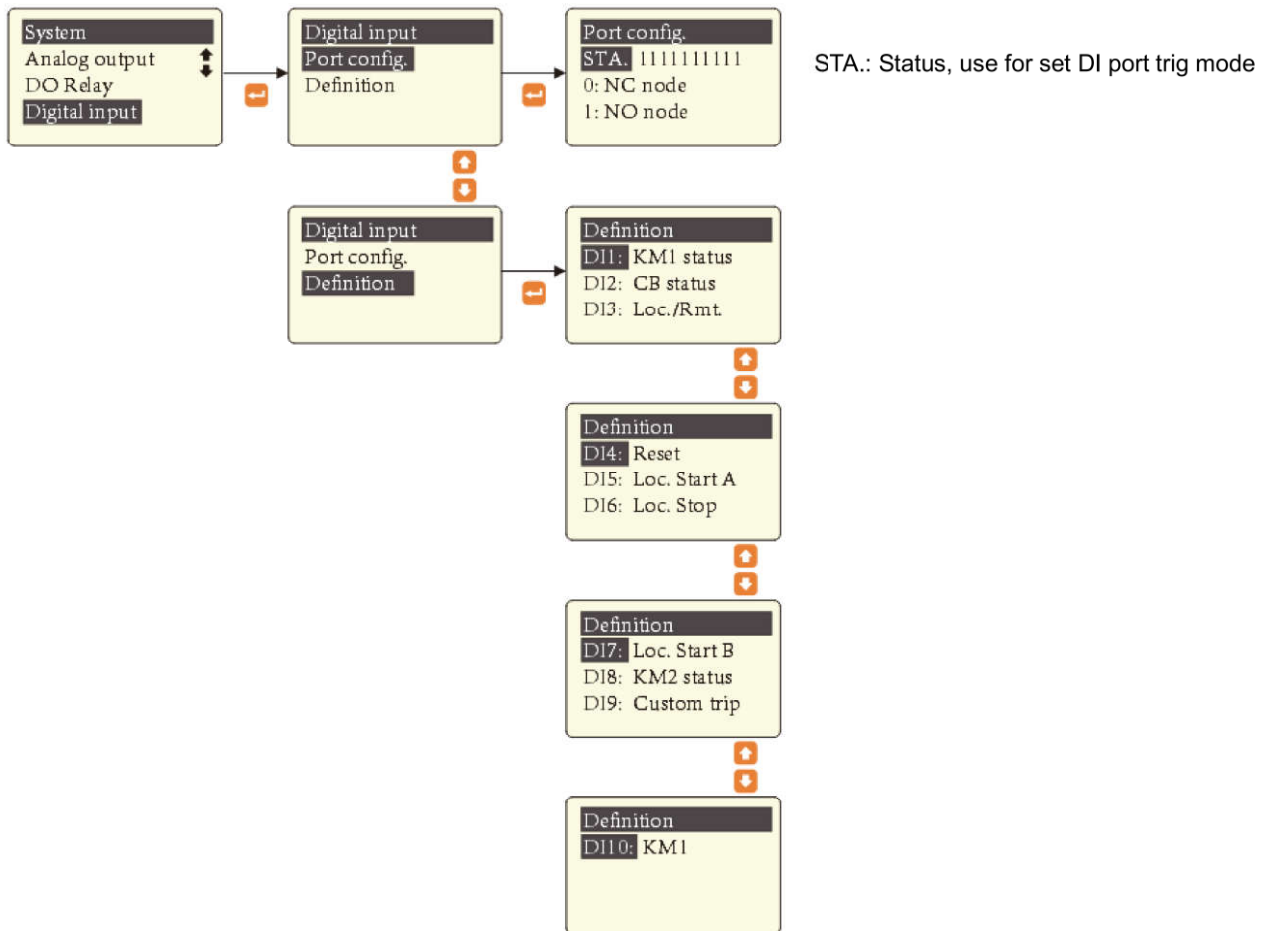 System
Analog output
DO Relay
Digital input
Digital input
Port config.
Definition
Port config.
STA. 1111111111
0: NC node
1: NO node
STA.: Status, use for set DI port trig mode
Digital input
Port config.
Definition
Definition
DI1: KM1 status
DI2: CB status
DI3: Loc./Rmt.
Definition
DI4: Reset
DI5: Loc. Start A
DI6: Loc. Stop
Definition
DI7: Loc. Start B
DI8: KM2 status
DI9: Custom trip
Definition
DI10: KM1